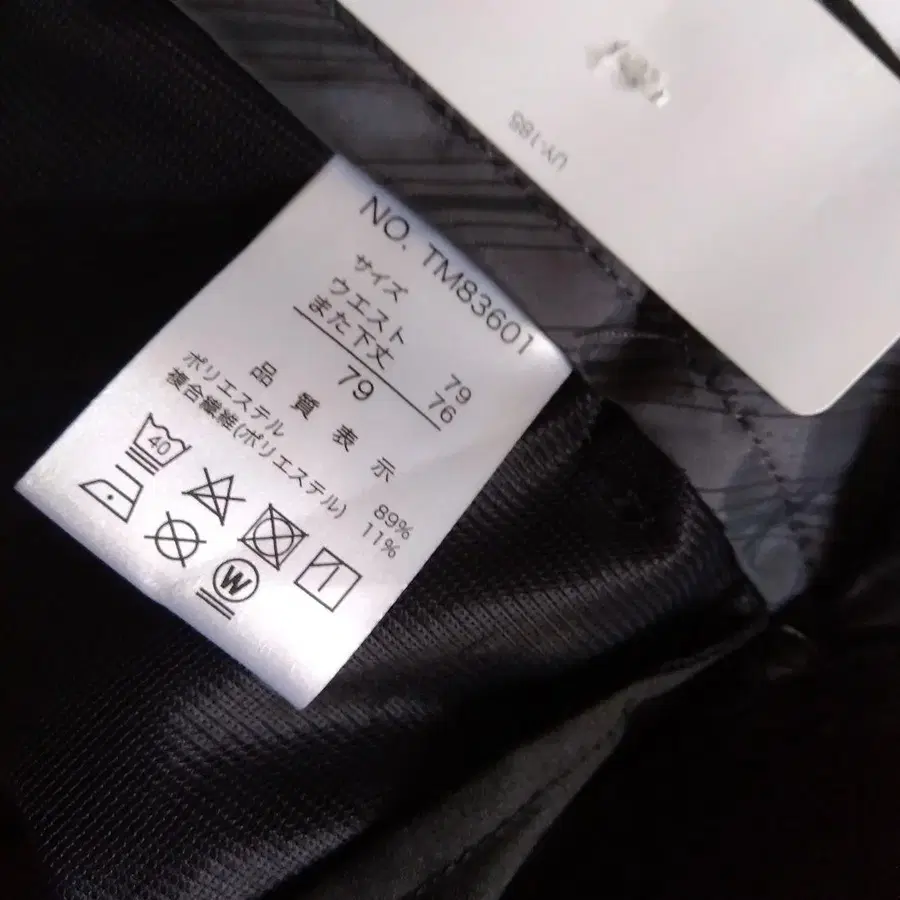 UY-185
NO. TM83601
サイズ 79
ウエスト 79
また下丈 76
品質表示
ポリエステル 89%
複合繊維(ポリエステル) 11%
40
W